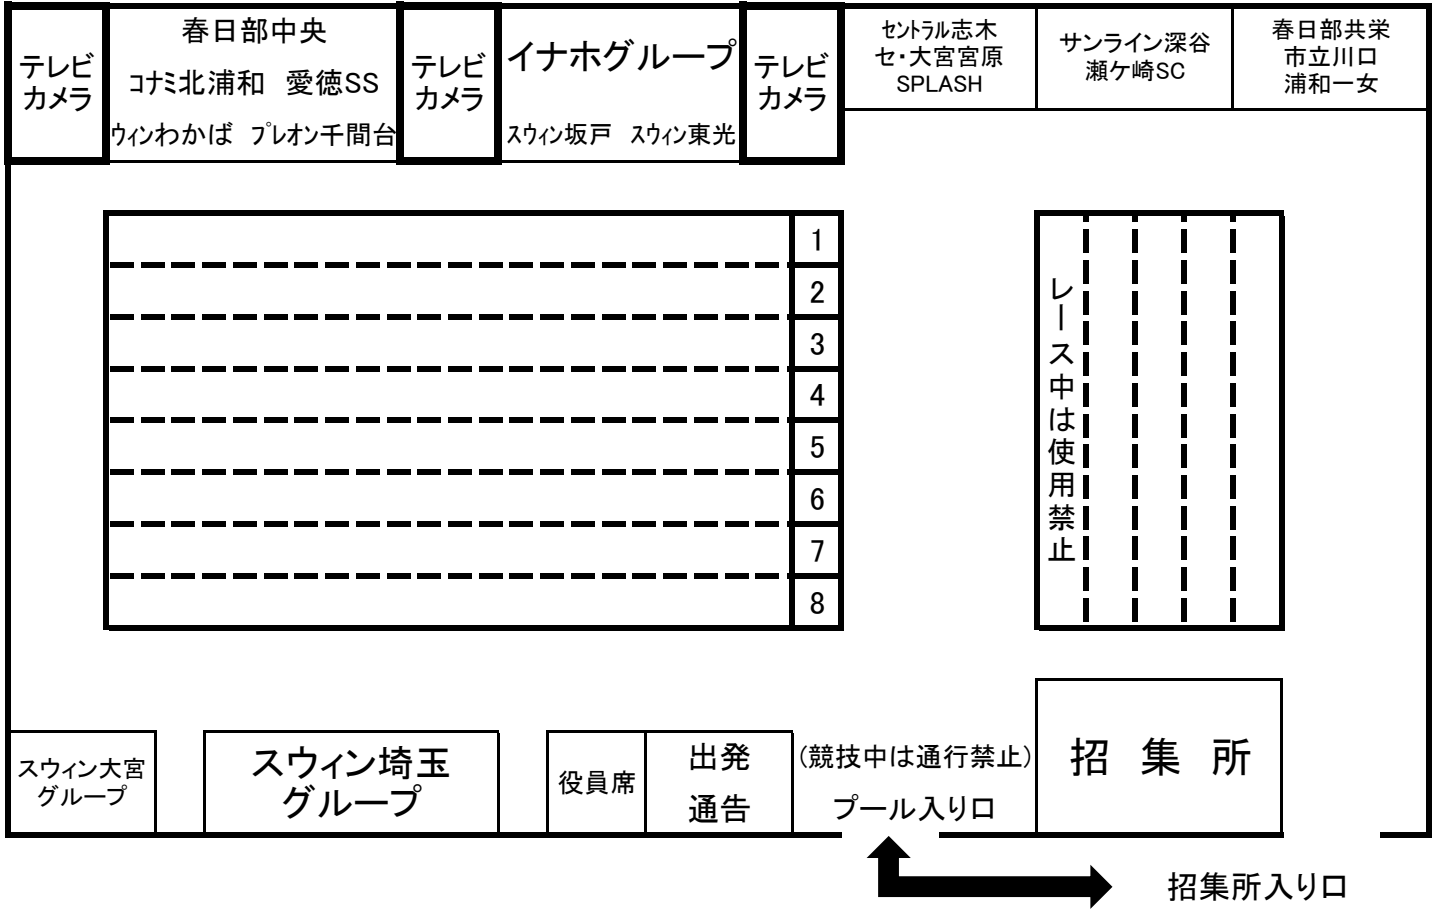 テレビ
カメラ
春日部中央
コナミ北浦和　愛徳SS
ウィンわかば　プレオン千間台
テレビ
カメラ
イナホグループ
スウィン坂戸　スウィン東光
テレビ
カメラ
セントラル志木
セ・大宮宮原
SPLASH
サンライン深谷
瀬ケ崎SC
春日部共栄
市立川口
浦和一女
1
2
3
4
5
6
7
8
レース中は使用禁止
スウィン大宮
グループ
スウィン埼玉
グループ
役員席
出発
通告
(競技中は通行禁止)
プール入り口
招　集　所
招集所入り口